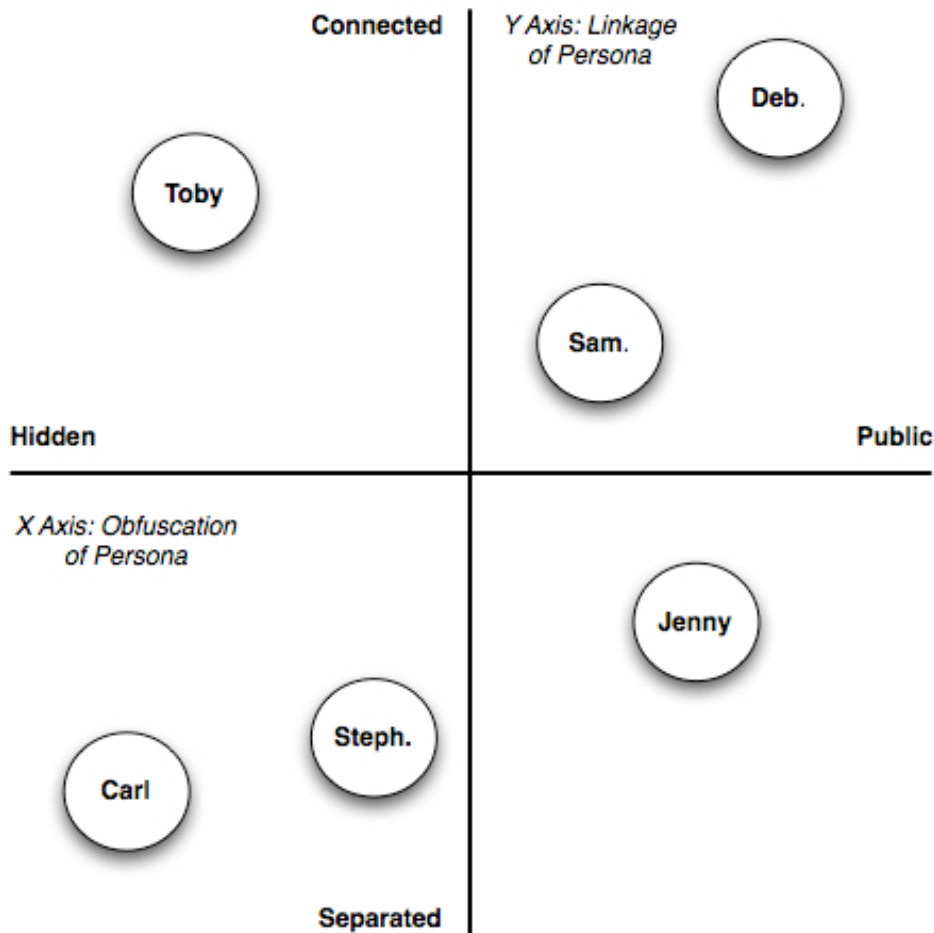 Connected
Y Axis: Linkage
of Persona
Deb.
Toby
Sam.
Hidden
Public
X Axis: Obfuscation
of Persona
Jenny
Steph.
Carl
Separated